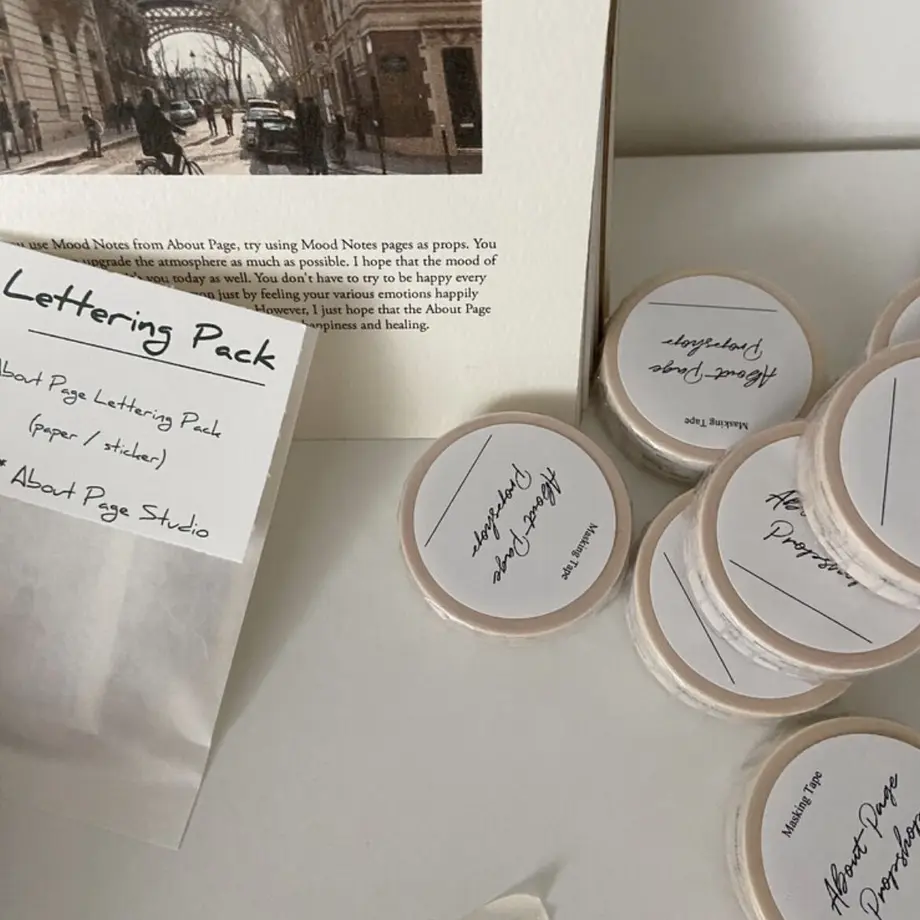 use Mood Notes from About Page, try using Mood Notes pages as props. You
upgrade the atmosphere as much as possible. I hope that the mood of
you today as well. You don't have to try to be happy every
just by feeling your various emotions happily
However, I just hope that the About Page
happiness and healing.
Lettering Pack
About Page Lettering Pack
(paper / sticker)
* About Page Studio
About Page
Propshop
Masking Tape
About Page
Propshop
Masking Tape
Propshop
Masking Tape
About Page
Propshop